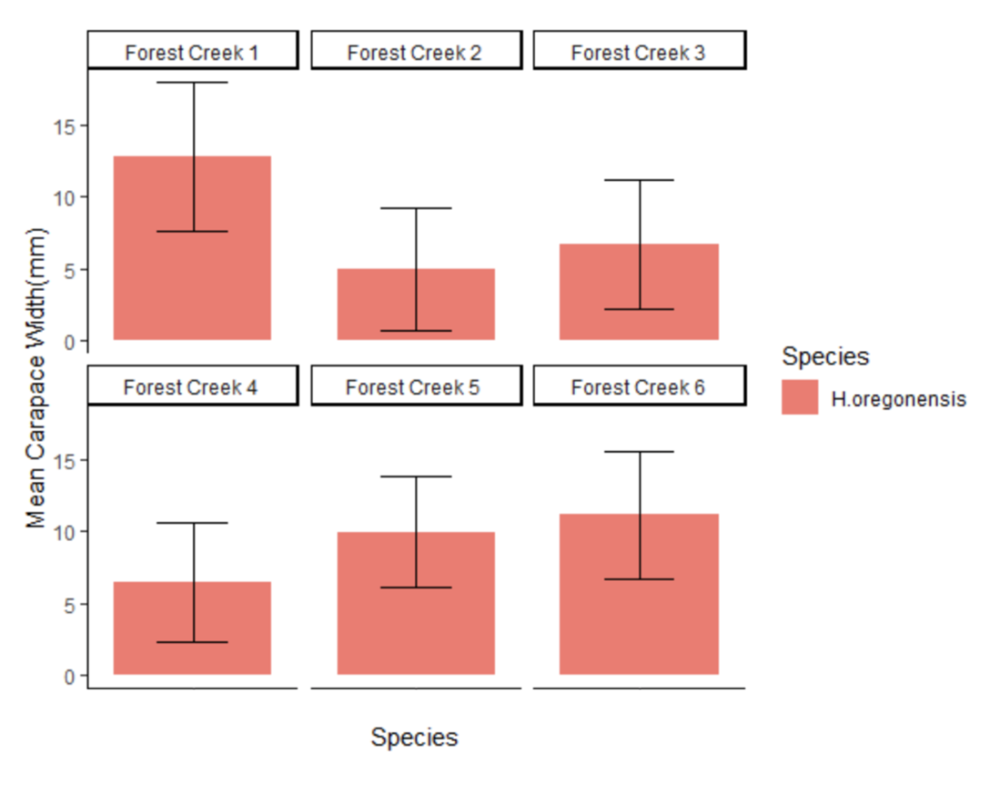 Forest Creek 1
Forest Creek 2
Forest Creek 3
15
10
5
0
Mean Carapace Width(mm)
Forest Creek 4
Forest Creek 5
Forest Creek 6
15
10
5
0
Species
Species
H.oregonensis